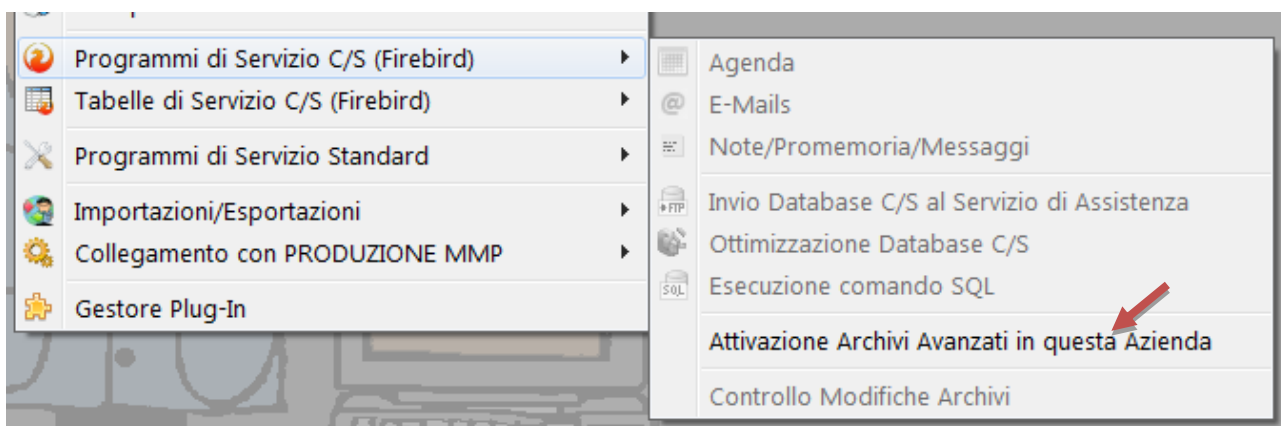 Programmi di Servizio C/S (Firebird)
Tabelle di Servizio C/S (Firebird)
Programmi di Servizio Standard
Importazioni/Esportazioni
Collegamento con PRODUZIONE MMP
Gestore Plug-In
Agenda
@ E-Mails
Note/Promemoria/Messaggi
FTP Invio Database C/S al Servizio di Assistenza
Ottimizzazione Database C/S
SQL Esecuzione comando SQL
Attivazione Archivi Avanzati in questa Azienda
Controllo Modifiche Archivi